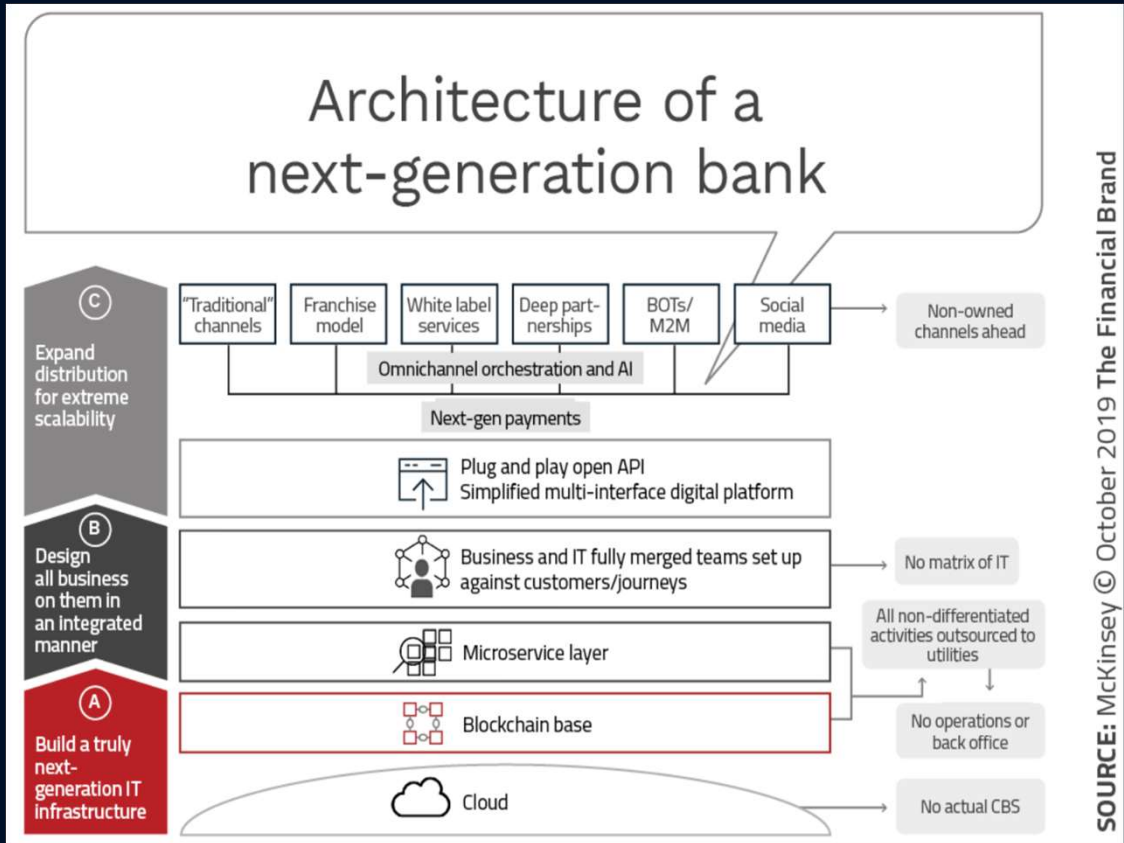 Architecture of a
next-generation bank
C
Expand
distribution
for extreme
scalability
"Traditional"
channels
Franchise
model
White label
services
Deep part-
nerships
BOTs/
M2M
Social
media
Non-owned
channels ahead
Omnichannel orchestration and AI
Next-gen payments
Plug and play open API
Simplified multi-interface digital platform
B
Design
all business
on them in
an integrated
manner
Business and IT fully merged teams set up
against customers/journeys
No matrix of IT
Microservice layer
All non-differentiated
activities outsourced to
utilities
A
Build a truly
next-
generation IT
infrastructure
Blockchain base
No operations or
back office
Cloud
No actual CBS
SOURCE: McKinsey © October 2019 The Financial Brand